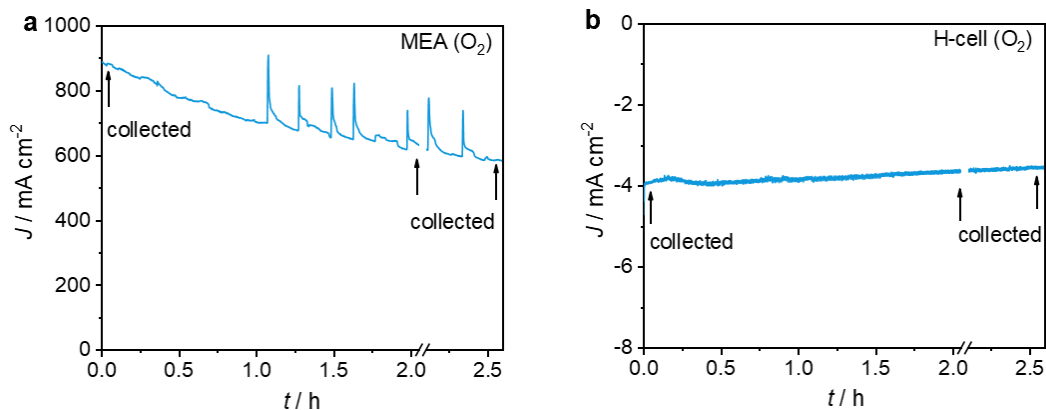 a
MEA (O₂)
1000
800
600
400
200
0
J / mA cm⁻²
collected
collected
0.0
0.5
1.0
1.5
2.0
2.5
t / h
b
H-cell (O₂)
0
-2
-4
-6
-8
J / mA cm⁻²
collected
collected
0.0
0.5
1.0
1.5
2.0
2.5
t / h